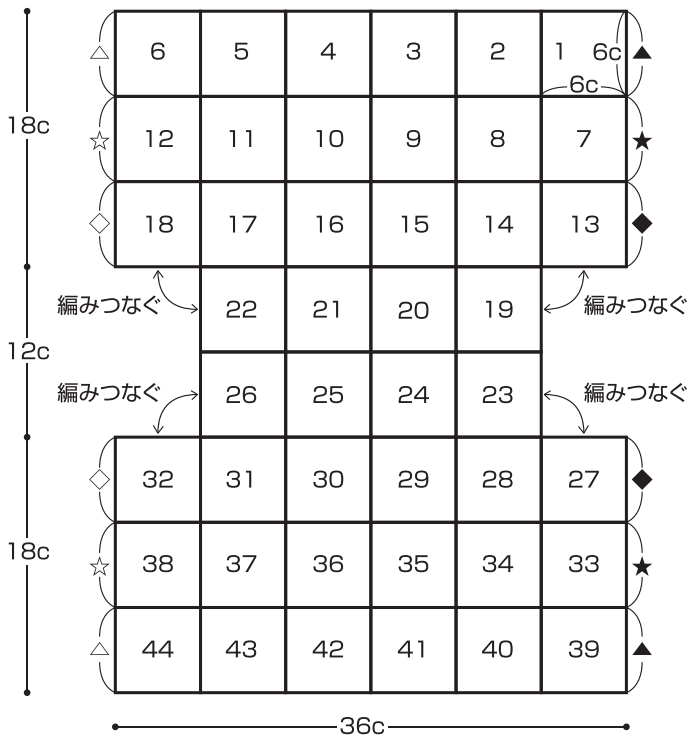 △ 6 5 4 3 2 1 6c ▲
6c
18c
☆ 12 11 10 9 8 7 ★
◇ 18 17 16 15 14 13 ◆
編みつなぐ 22 21 20 19 編みつなぐ
12c
編みつなぐ 26 25 24 23 編みつなぐ
◇ 32 31 30 29 28 27 ◆
18c
☆ 38 37 36 35 34 33 ★
△ 44 43 42 41 40 39 ▲
36c